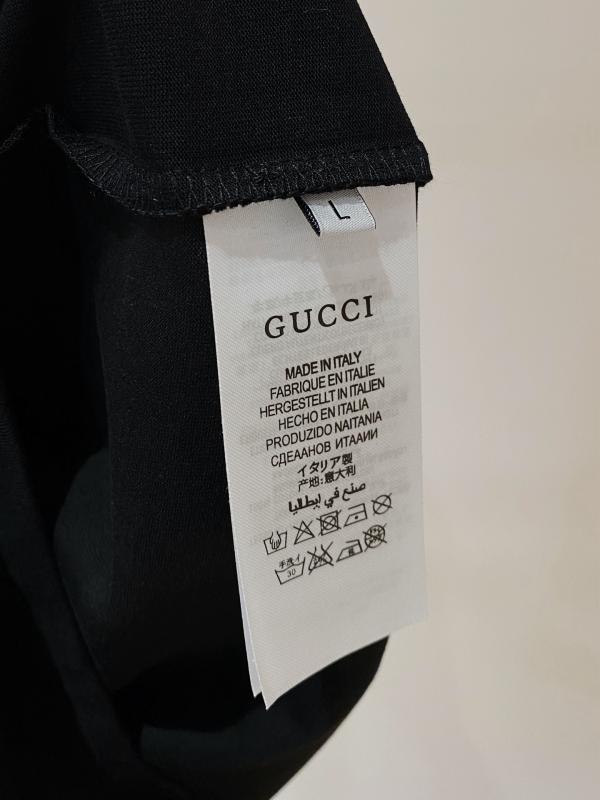 L
GUCCI
MADE IN ITALY
FABRIQUE EN ITALIE
HERGESTELLT IN ITALIEN
HECHO EN ITALIA
PRODUZIDO NAITANIA
СДЕААНОВ ИТААИИ
イタリア製
产地:意大利
صنع في إيطاليا
手洗イ
30